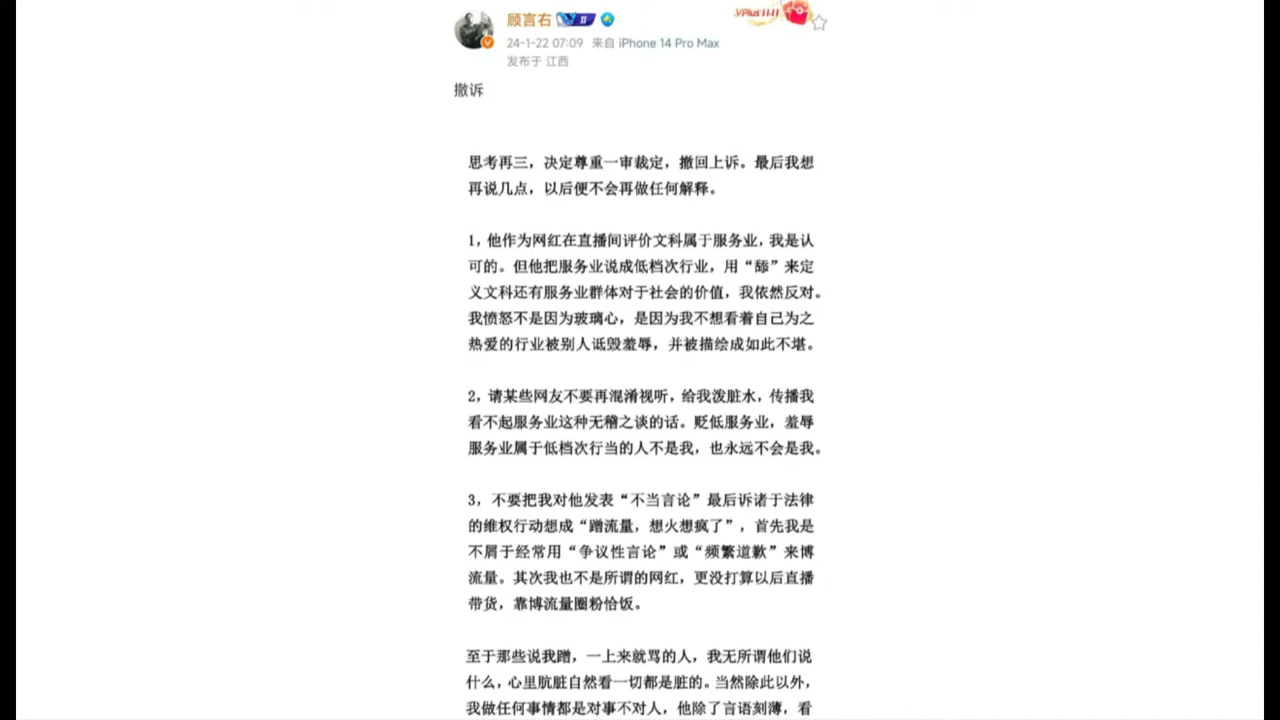 顾言右 II
VPlus 11.11
24-1-22 07:09 来自 iPhone 14 Pro Max
发布于 江西
撤诉
思考再三，决定尊重一审裁定，撤回上诉。最后我想
再说几点，以后便不会再做任何解释。
1，他作为网红在直播间评价文科属于服务业，我是认
可的。但他把服务业说成低档次行业，用“舔”来定
义文科还有服务业群体对于社会的价值，我依然反对。
我愤怒不是因为玻璃心，是因为我不想看着自己为之
热爱的行业被别人诋毁羞辱，并被描绘成如此不堪。
2，请某些网友不要再混淆视听，给我泼脏水，传播我
看不起服务业这种无稽之谈的话。贬低服务业，羞辱
服务业属于低档次行当的人不是我，也永远不会是我。
3，不要把我对他发表“不当言论”最后诉诸于法律
的维权行动想成“蹭流量，想火想疯了”，首先我是
不屑于经常用“争议性言论”或“频繁道歉”来博
流量。其次我也不是所谓的网红，更没打算以后直播
带货，靠博流量圈粉恰饭。
至于那些说我蹭，一上来就骂的人，我无所谓他们说
什么，心里肮脏自然看一切都是脏的。当然除此以外，
我做任何事情都是对事不对人，他除了言语刻薄，看